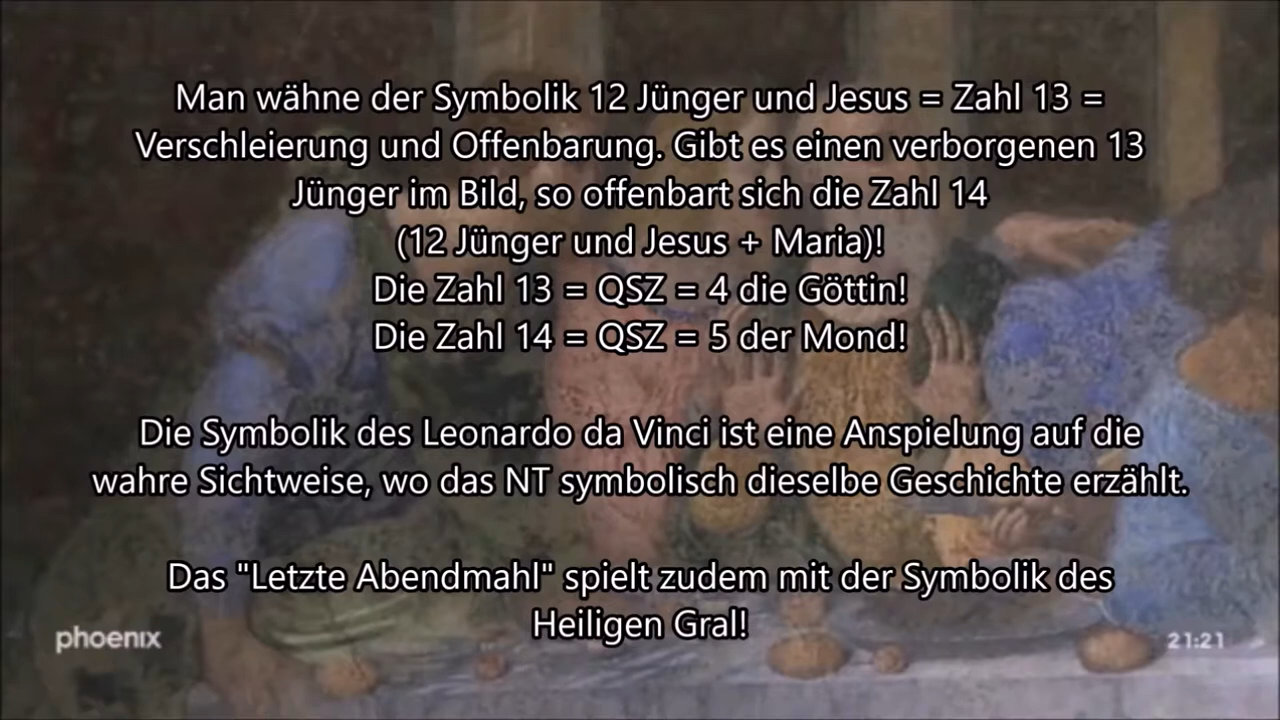 Man wähne der Symbolik 12 Jünger und Jesus = Zahl 13 =
Verschleierung und Offenbarung. Gibt es einen verborgenen 13
Jünger im Bild, so offenbart sich die Zahl 14
(12 Jünger und Jesus + Maria)!
Die Zahl 13 = QSZ = 4 die Göttin!
Die Zahl 14 = QSZ = 5 der Mond!
Die Symbolik des Leonardo da Vinci ist eine Anspielung auf die
wahre Sichtweise, wo das NT symbolisch dieselbe Geschichte erzählt.
Das "Letzte Abendmahl" spielt zudem mit der Symbolik des
Heiligen Gral!
phoenix
21:21